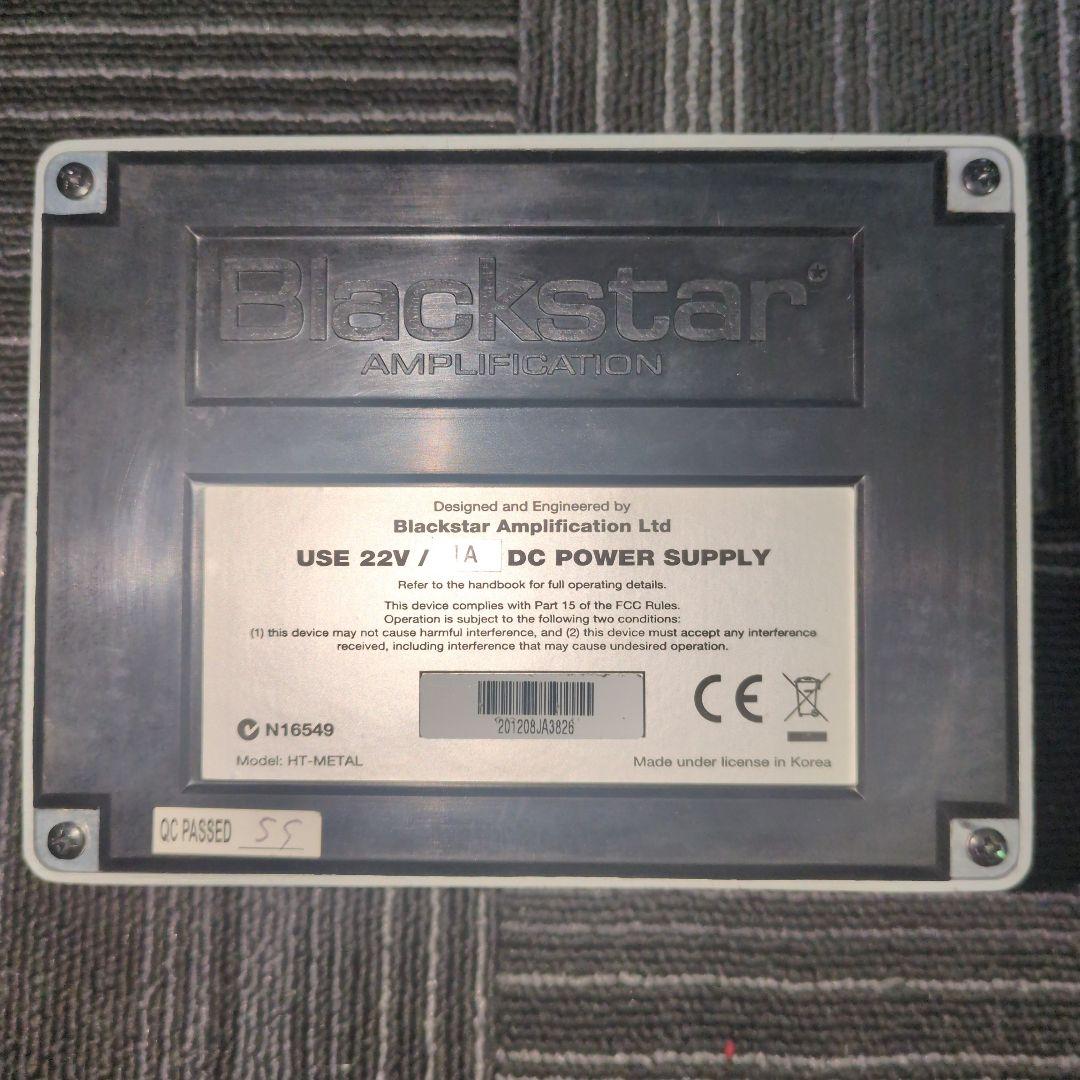 Blackstar
AMPLIFICATION
Designed and Engineered by
Blackstar Amplification Ltd
USE 22V / 1A DC POWER SUPPLY
Refer to the handbook for full operating details.
This device complies with Part 15 of the FCC Rules.
Operation is subject to the following two conditions:
(1) this device may not cause harmful interference, and (2) this device must accept any interference
received, including interference that may cause undesired operation.
*201208JA3826*
CE
N16549
Model: HT-METAL
Made under license in Korea
QC PASSED